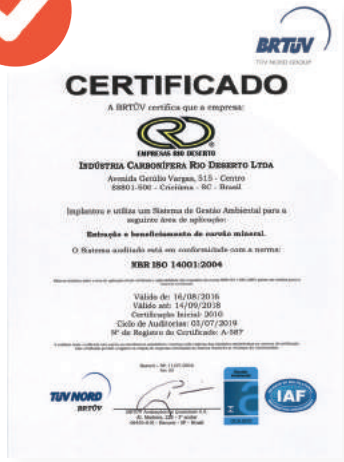 BRTÜV
TÜV NORD GROUP
CERTIFICADO
A BRTÜV certifica que a empresa:
EMPRESAS RIO DESERTO
INDÚSTRIA CARBONÍFERA RIO DESERTO LTDA
Avenida Getúlio Vargas, 515 - Centro
88801-500 - Criciúma - SC - Brasil
Implantou e utiliza um Sistema de Gestão Ambiental para a
seguinte área de aplicação:
Extração e beneficiamento de carvão mineral.
O Sistema auditado está em conformidade com a norma:
NBR ISO 14001:2004
Válido de: 16/08/2016
Válido até: 14/09/2018
Certificação Inicial: 2010
Ciclo de Auditorias: 03/07/2019
Nº de Registro do Certificado: A-587
TÜV NORD
BRTÜV
IAF